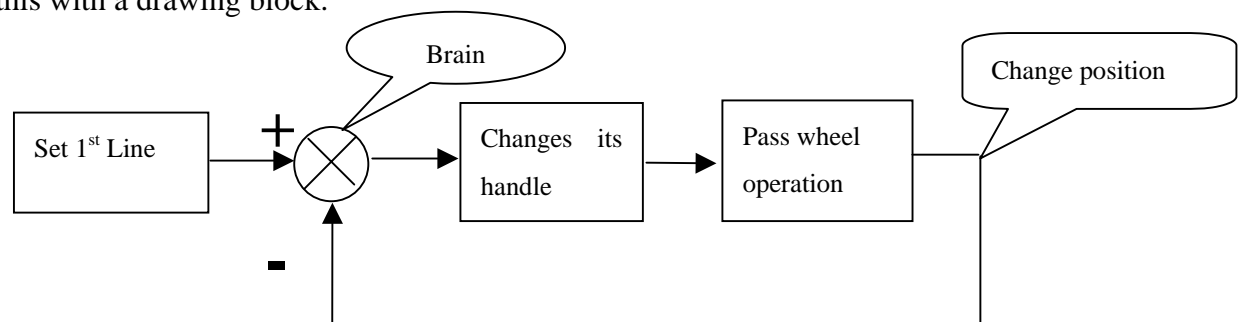 this with a drawing block.
Brain
Change position
+
Set 1st Line
Changes its
handle
Pass wheel
operation
-